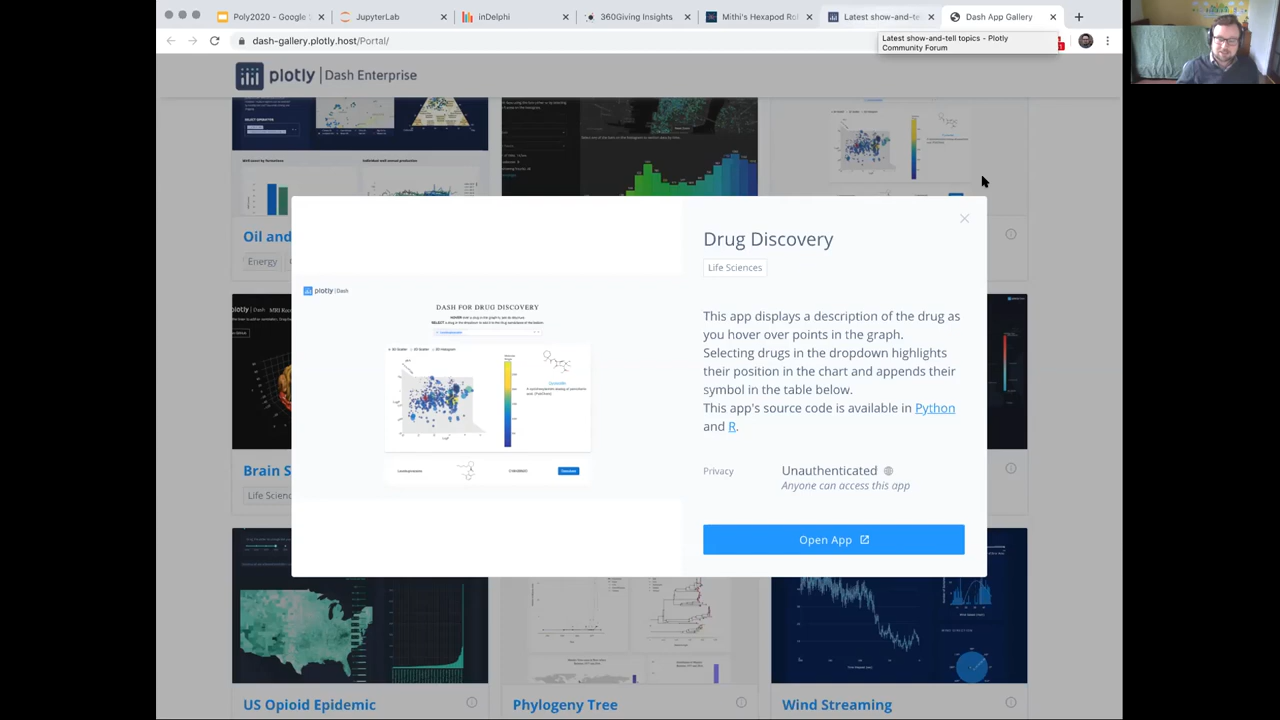 Poly2020 - Google
JupyterLab
inDelphi
360Giving Insights
Mithi's Hexapod Ro
Latest show-and-te
Dash App Gallery
dash-gallery.plotly.host/Portal/
Latest show-and-tell topics - Plotly
Community Forum
plotly | Dash Enterprise
Oil and
Energy
Drug Discovery
Life Sciences
plotly | Dash
DASH FOR DRUG DISCOVERY
This app displays a description of the drug as
you hover over points in the graph.
Selecting drugs in the dropdown highlights
their position in the chart and appends their
symbol in the table below.
This app's source code is available in Python
and R.
Privacy
Unauthenticated
Anyone can access this app
Open App
Brain S
Life Scienc
US Opioid Epidemic
Phylogeny Tree
Wind Streaming